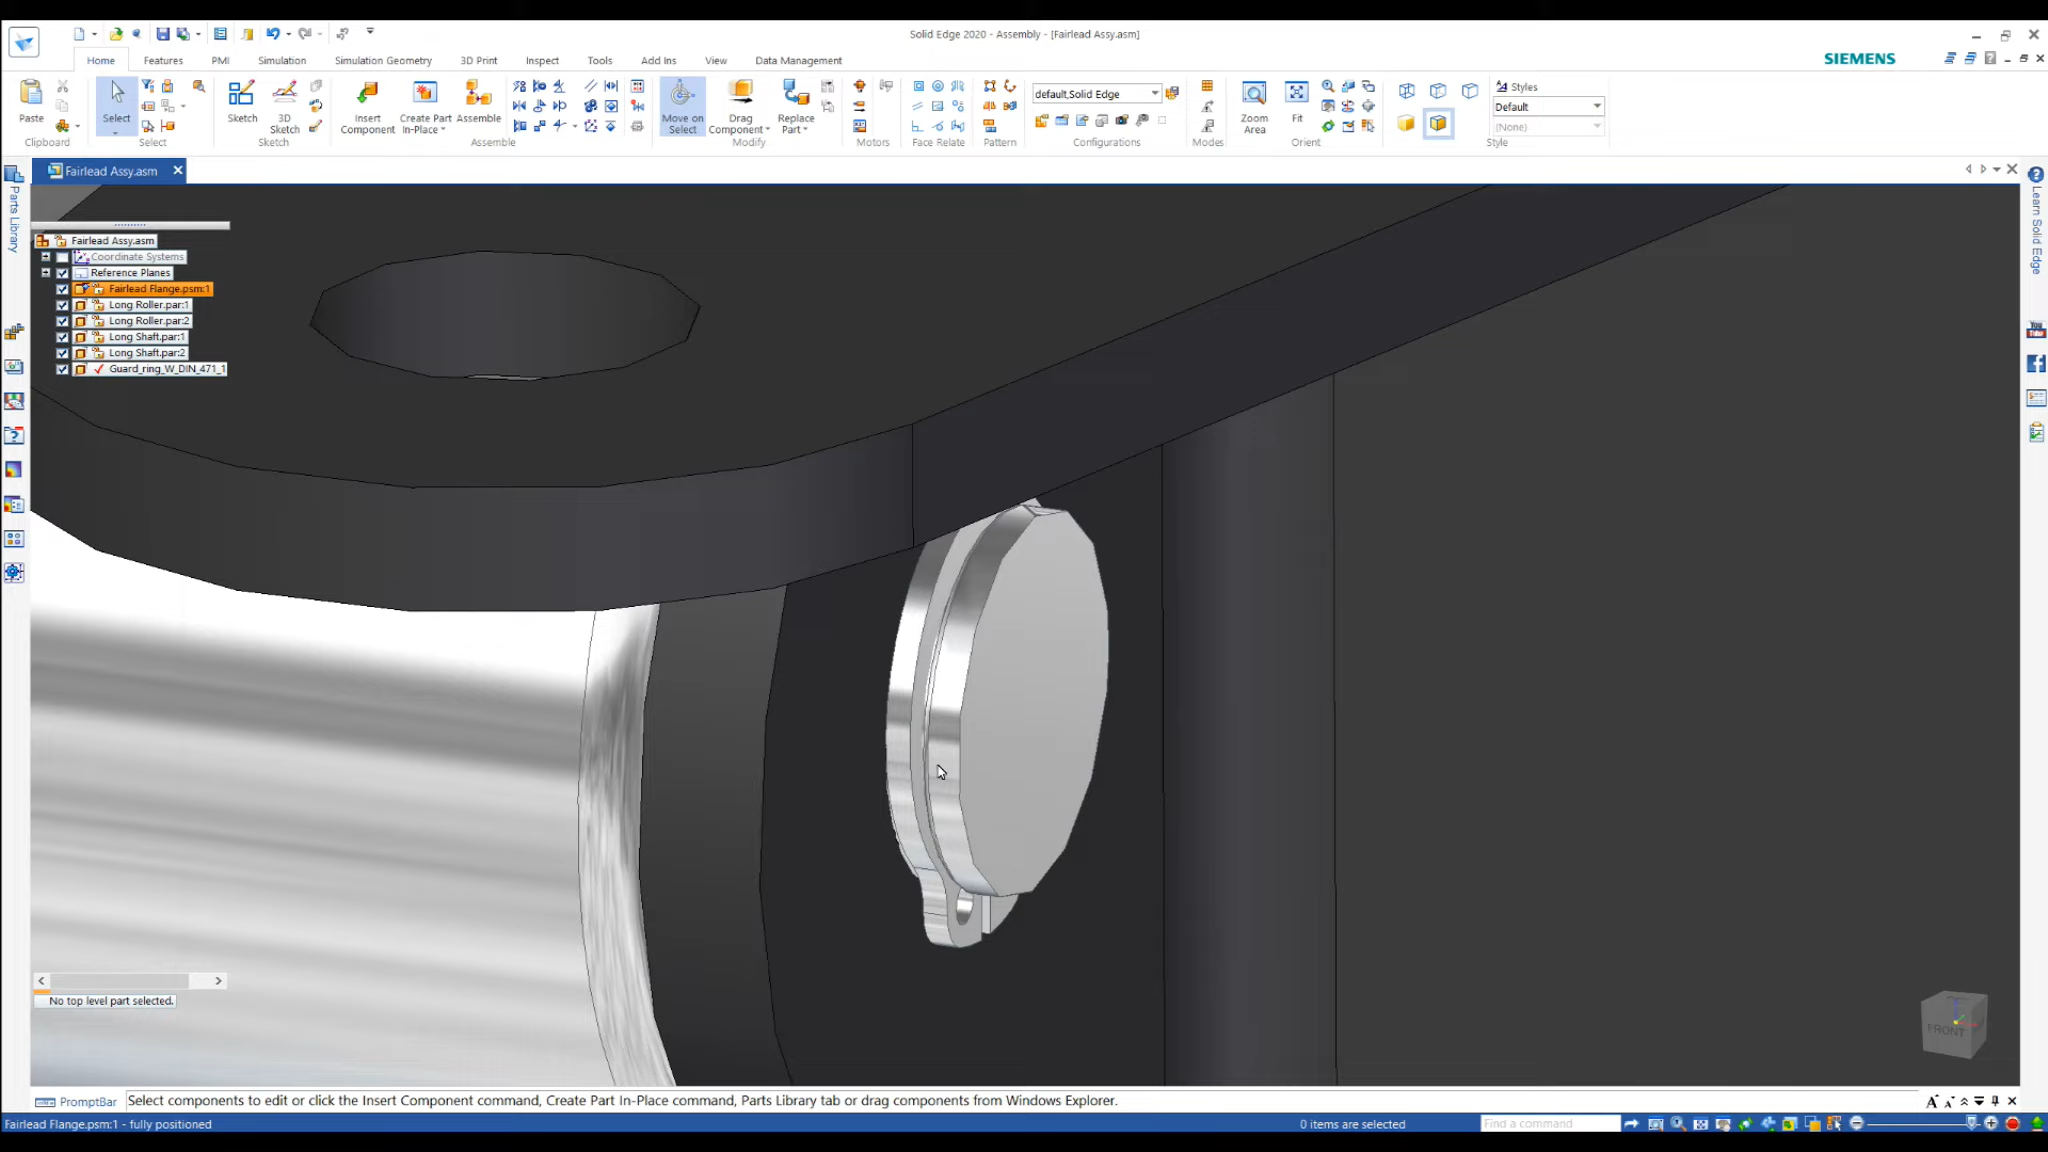 Solid Edge 2020 - Assembly - [Fairlead Assy.asm]
Home Features PMI Simulation Simulation Geometry 3D Print Inspect Tools Add Ins View Data Management
SIEMENS
Paste
Clipboard
Select
Select
Sketch
3D Sketch
Sketch
Insert Component
Create Part In-Place
Assemble
Assemble
Move on Select
Drag Component
Replace Part
Modify
Motors
Face Relate
Pattern
default,Solid Edge
Configurations
Modes
Zoom Area
Fit
Orient
Styles
Default
(None)
Style
Fairlead Assy.asm
Parts Library
Learn Solid Edge
Fairlead Assy.asm
Coordinate Systems
Reference Planes
Fairlead Flange.psm:1
Long Roller.par:1
Long Roller.par:2
Long Shaft.par:1
Long Shaft.par:2
Guard_ring_W_DIN_471_1
No top level part selected.
You
Tube
FRONT
PromptBar Select components to edit or click the Insert Component command, Create Part In-Place command, Parts Library tab or drag components from Windows Explorer.
Fairlead Flange.psm:1 - fully positioned
0 items are selected
Find a command